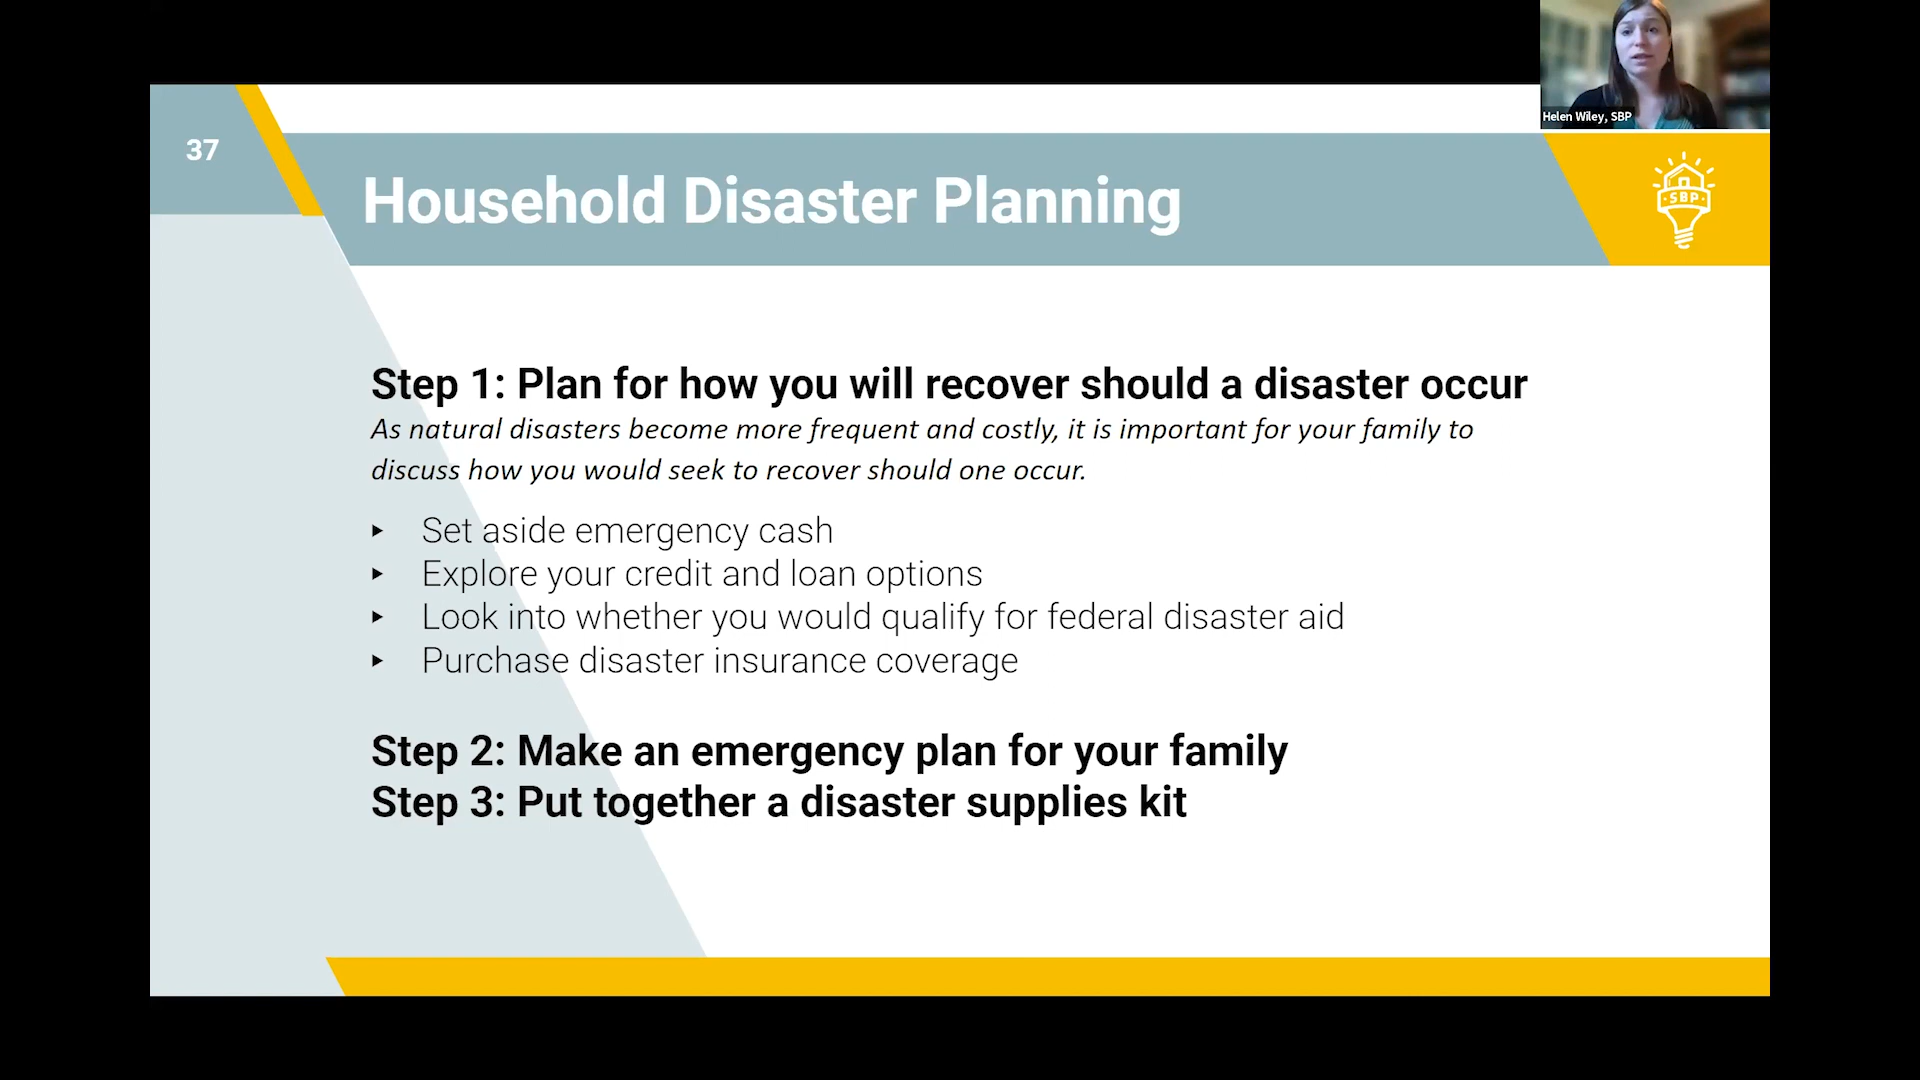 Helen Wiley, SBP
37
Household Disaster Planning
SBP
Step 1: Plan for how you will recover should a disaster occur
As natural disasters become more frequent and costly, it is important for your family to
discuss how you would seek to recover should one occur.
‣ Set aside emergency cash
‣ Explore your credit and loan options
‣ Look into whether you would qualify for federal disaster aid
‣ Purchase disaster insurance coverage
Step 2: Make an emergency plan for your family
Step 3: Put together a disaster supplies kit